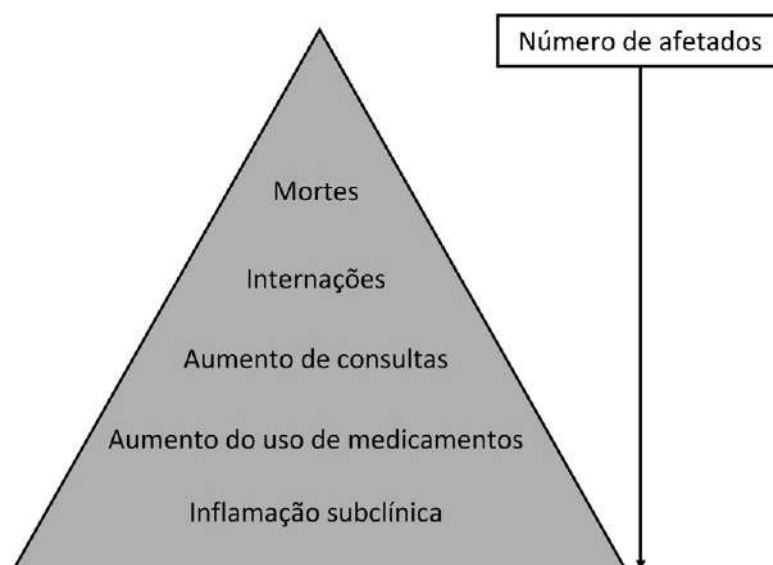 Número de afetados
Mortes
Internações
Aumento de consultas
Aumento do uso de medicamentos
Inflamação subclínica